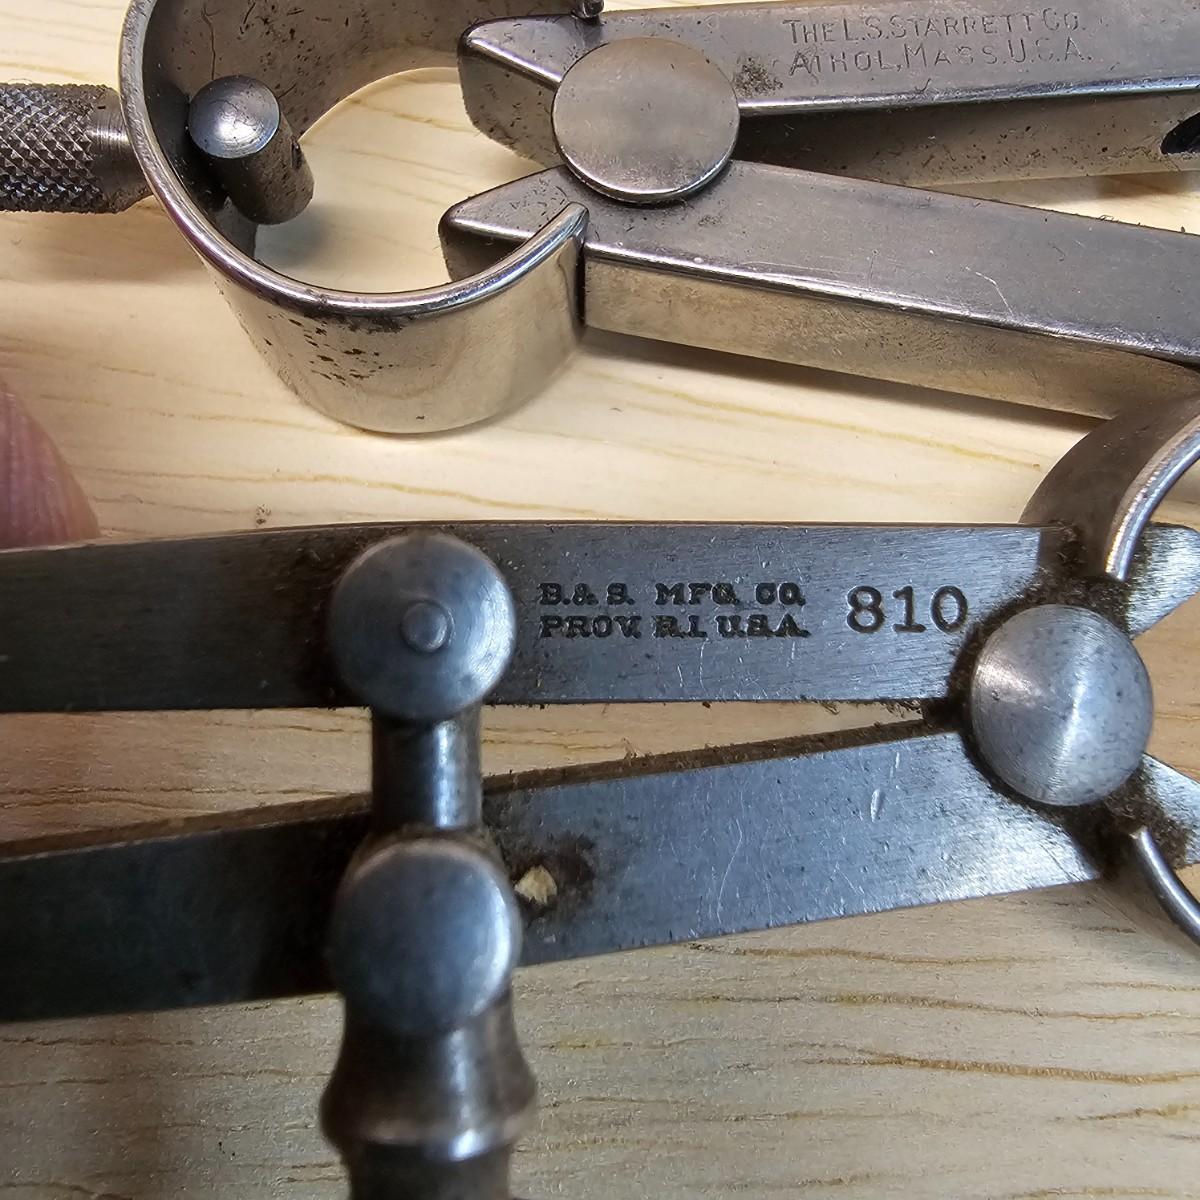 THE L.S. STARRETT CO.
ATHOL, MASS. U.S.A.
B. & S. MFG. CO.
PROV. R.I. U.S.A.
810